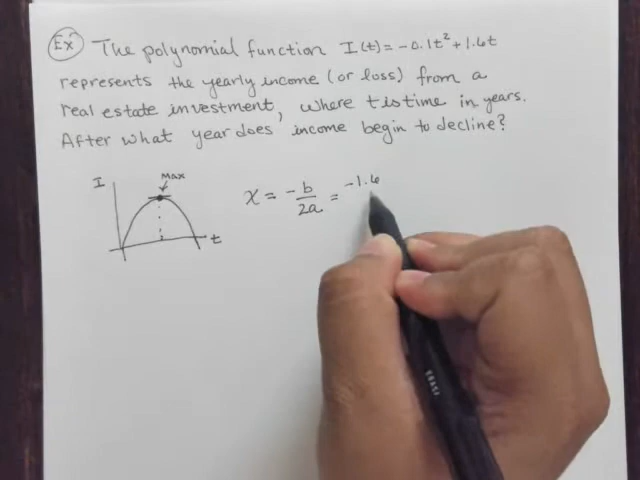 Ex The polynomial function I(t) = -0.1t² + 1.6t
represents the yearly income (or loss) from a
real estate investment, where t is time in years.
After what year does income begin to decline?
I
MAX
t
x = -b/2a = -1.6